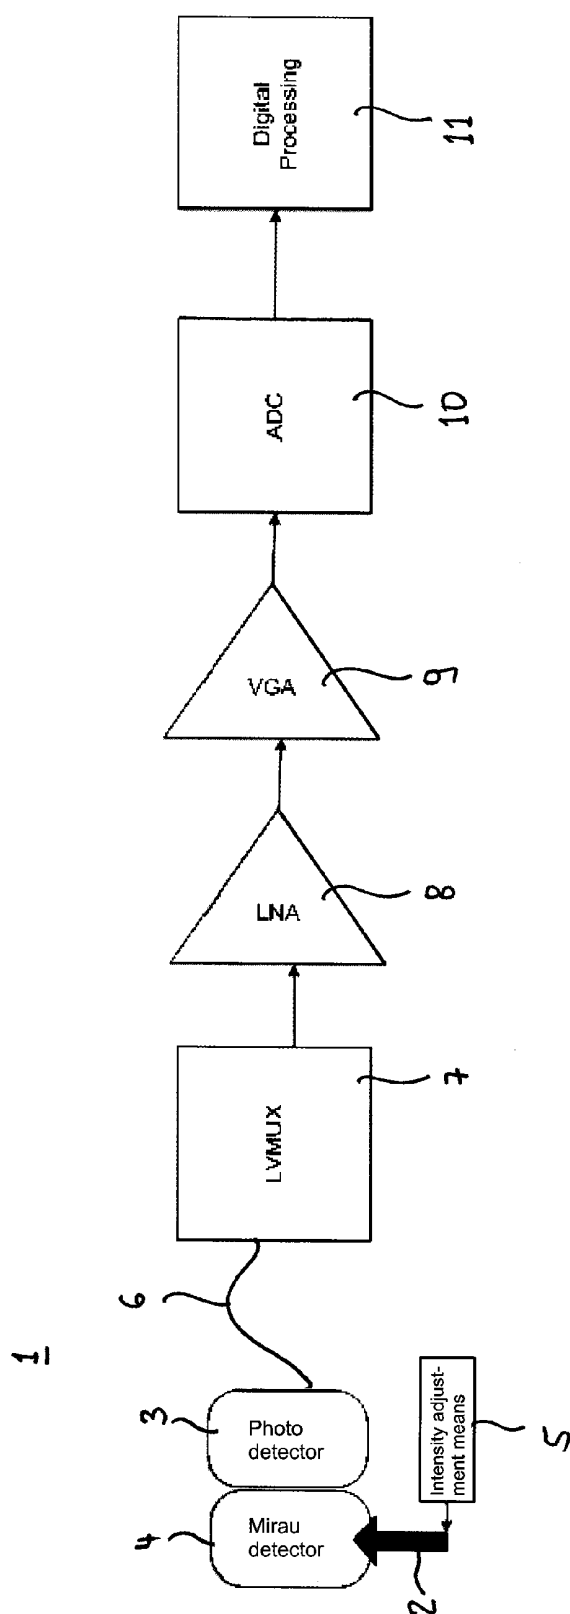 1
Mirau
detector
4
Photo
detector
3
2
Intensity adjust-
ment means
5
6
LVMUX
7
LNA
8
VGA
9
ADC
10
Digital
Processing
11